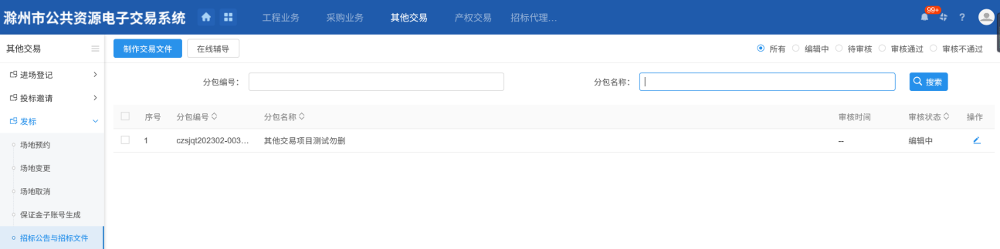 滁州市公共资源电子交易系统 工程业务 采购业务 其他交易 产权交易 招标代理... 99+ ?
其他交易 制作交易文件 在线辅导 所有 编辑中 待审核 审核通过 审核不通过
进场登记
分包编号： 分包名称： 搜索
投标邀请
发标
序号 分包编号 分包名称 审核时间 审核状态 操作
1 czsjqt202302-003... 其他交易项目测试勿删 -- 编辑中
场地预约
场地变更
场地取消
保证金子账号生成
招标公告与招标文件